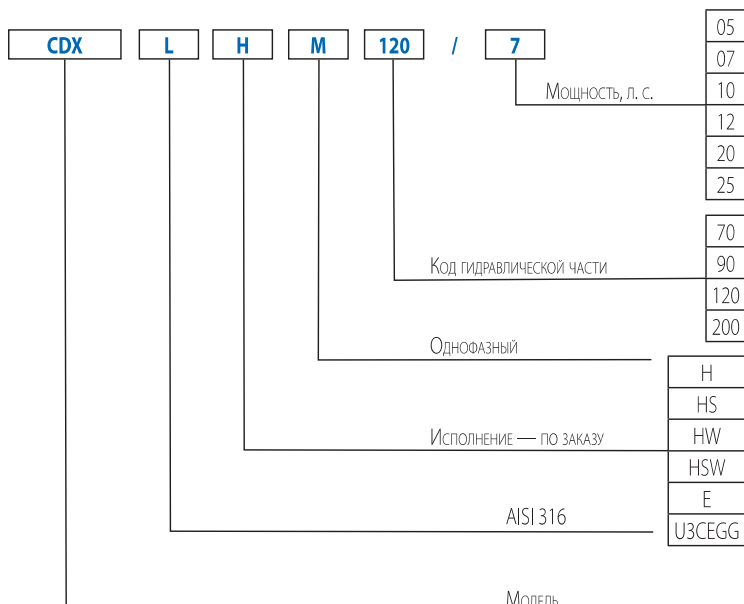 CDX L H M 120 / 7
Мощность, л. с.
05
07
10
12
20
25
Код гидравлической части
70
90
120
200
Однофазный
Исполнение — по заказу
H
HS
HW
HSW
E
U3CEGG
AISI 316
Модель